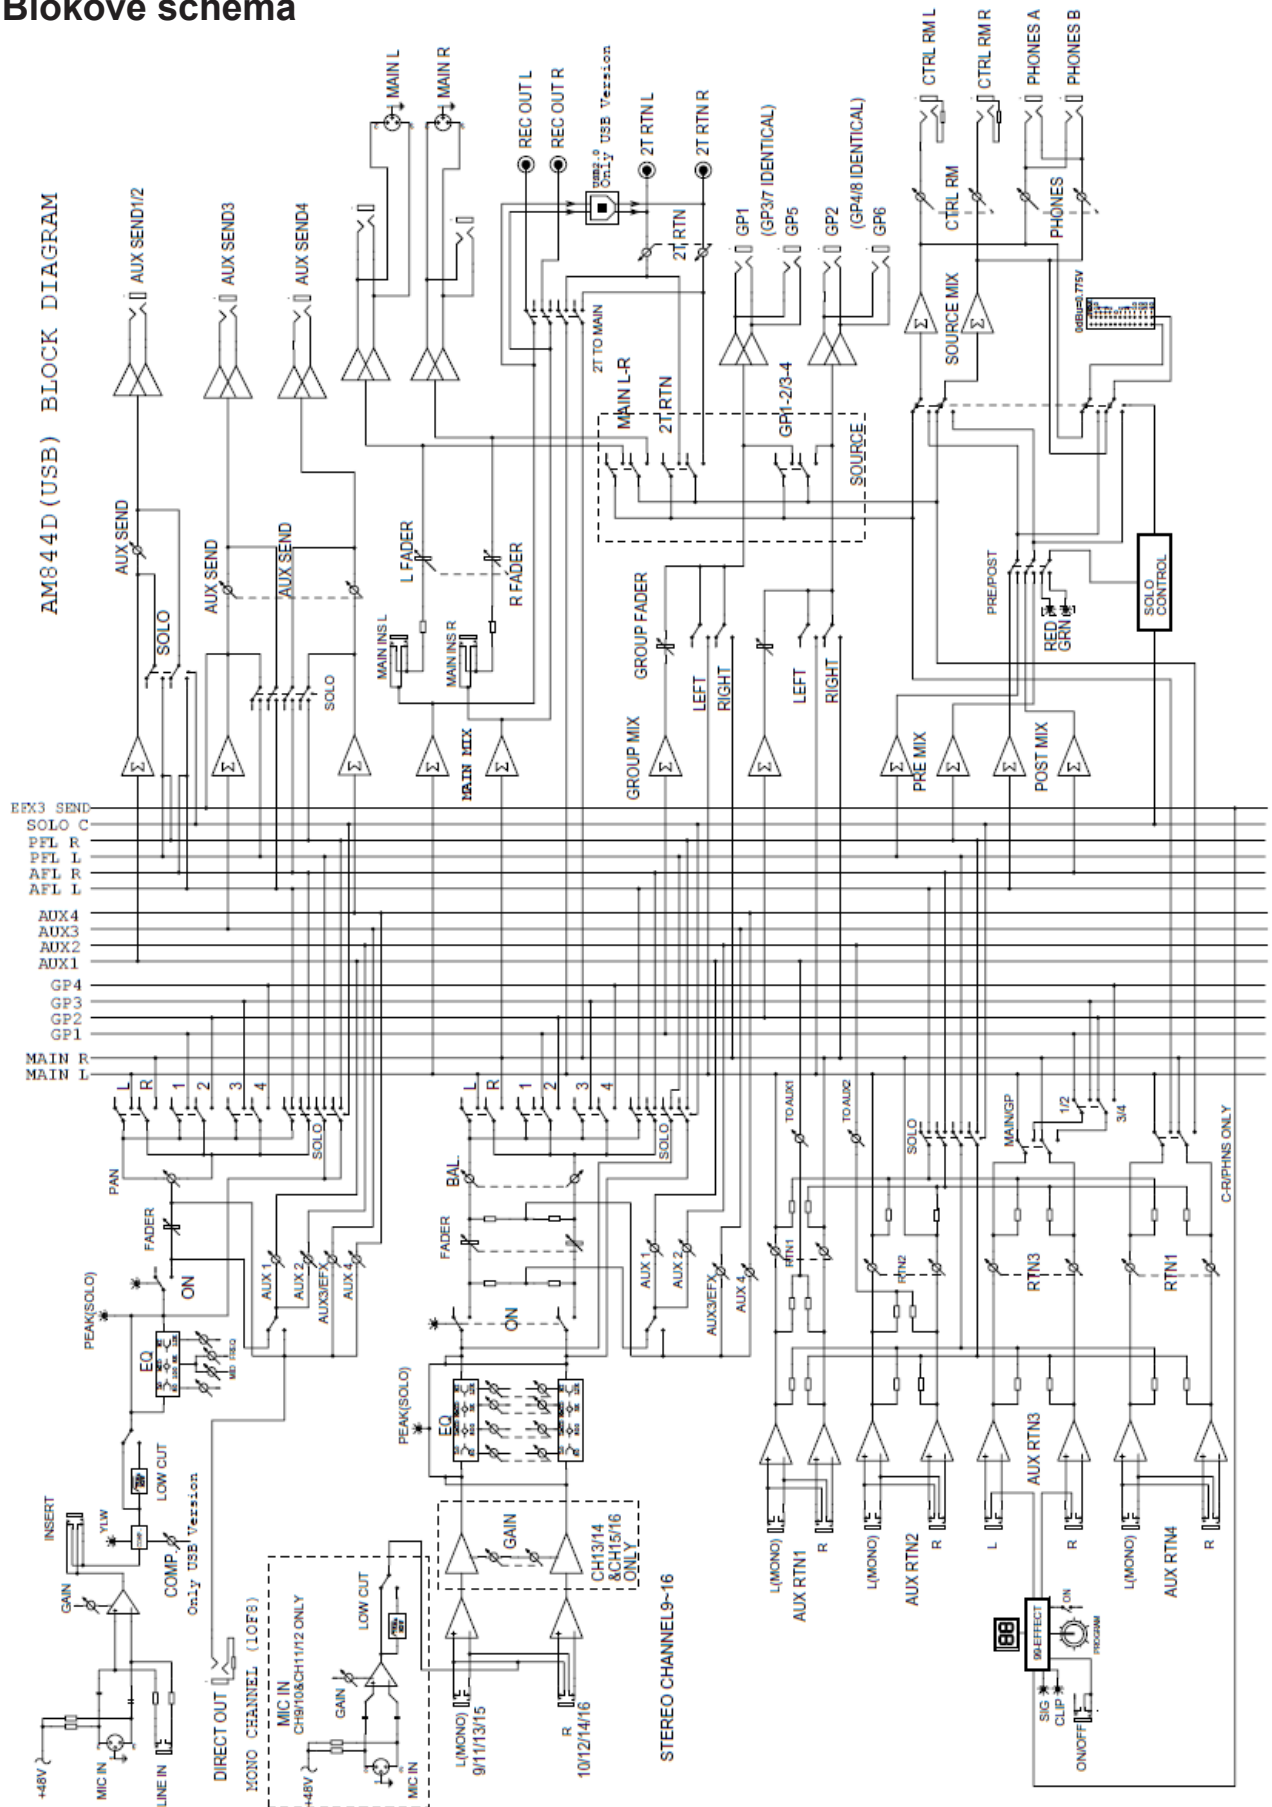 Blokové schéma
AM844D(USB) BLOCK DIAGRAM
AUX SEND1/2
AUX SEND3
AUX SEND4
MAIN L
MAIN R
REC OUT L
REC OUT R
USB2.0
Only USB Version
2T RTN L
2T RTN R
2T RTN
GP1
(GP3/7 IDENTICAL)
GP5
GP2
(GP4/8 IDENTICAL)
GP6
CTRL RM L
CTRL RM R
PHONES A
PHONES B
CTRL RM
PHONES
SOURCE MIX
0dBu=0.775V
2T TO MAIN
MAIN L-R
2T RTN
GP1-2/3-4
SOURCE
AUX SEND
SOLO
AUX SEND
AUX SEND
SOLO
L FADER
R FADER
MAIN INS L
MAIN INS R
MAIN MIX
GROUP FADER
LEFT
RIGHT
GROUP MIX
LEFT
RIGHT
PRE/POST
RED
GRN
SOLO CONTROL
PRE MIX
POST MIX
Σ
Σ
Σ
Σ
Σ
Σ
Σ
Σ
Σ
Σ
Σ
Σ
Σ
EFX3 SEND
SOLO C
PFL R
PFL L
AFL R
AFL L
AUX4
AUX3
AUX2
AUX1
GP4
GP3
GP2
GP1
MAIN R
MAIN L
L
R
1
2
3
4
SOLO
PAN
FADER
ON
PEAK(SOLO)
EQ
MID FREQ
AUX 1
AUX 2
AUX3/EFX
AUX 4
INSERT
YLW
LOW CUT
COMP.
Only USB Version
GAIN
+48V
MIC IN
LINE IN
DIRECT OUT
MONO CHANNEL (1OF8)
L
R
1
2
3
4
SOLO
BAL.
FADER
ON
PEAK(SOLO)
EQ
AUX 1
AUX 2
AUX3/EFX
AUX 4
GAIN
CH13/14
&CH15/16
ONLY
MIC IN
CH9/10&CH11/12 ONLY
LOW CUT
GAIN
+48V
MIC IN
L(MONO)
9/11/13/15
R
10/12/14/16
STEREO CHANNEL9~16
TO AUX1
TO AUX2
SOLO
MAIN/GP
1/2
3/4
C-R/PHNS ONLY
RTN1
RTN2
RTN3
RTN1
L(MONO)
R
AUX RTN1
L(MONO)
R
AUX RTN2
L
R
AUX RTN3
L(MONO)
R
AUX RTN4
88
99-EFFECT
ON
PROGRAM
SIG
CLIP
ON/OFF